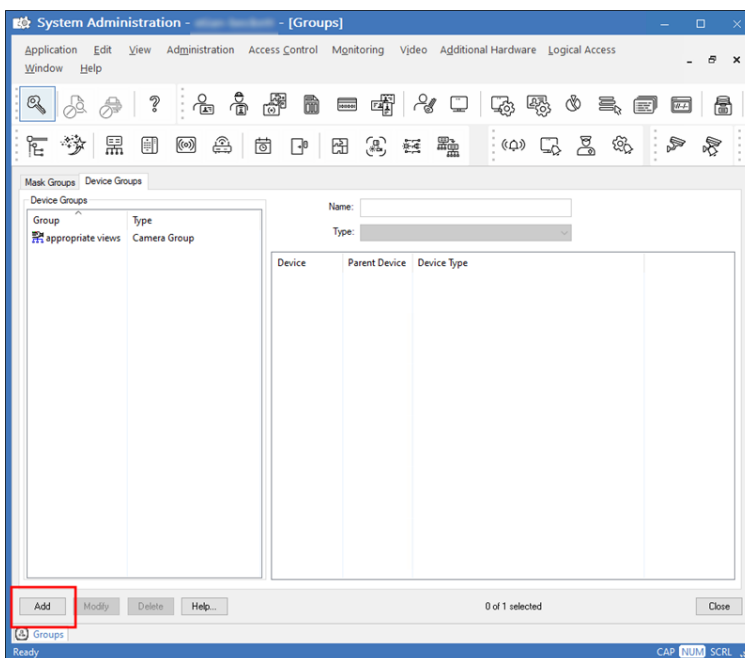 System Administration - - [Groups]
Application Edit View Administration Access Control Monitoring Video Additional Hardware Logical Access
Window Help
Mask Groups Device Groups
Device Groups
Group Type
appropriate views Camera Group
Name:
Type:
Device Parent Device Device Type
Add Modify Delete Help... 0 of 1 selected Close
Groups
Ready CAP NUM SCRL